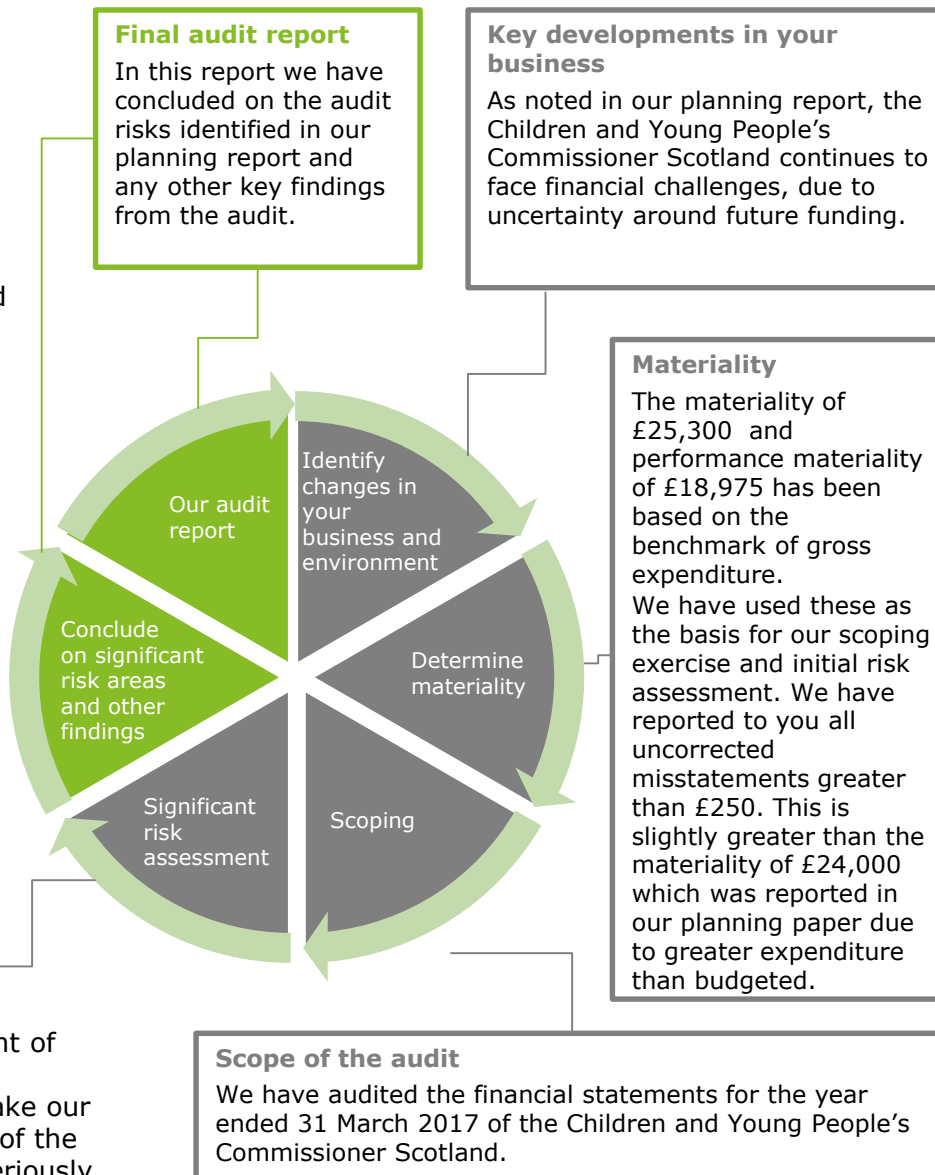 Final audit report
In this report we have
concluded on the audit
risks identified in our
planning report and
any other key findings
from the audit.
Key developments in your
business
As noted in our planning report, the
Children and Young People's
Commissioner Scotland continues to
face financial challenges, due to
uncertainty around future funding.
Materiality
The materiality of
£25,300 and
performance materiality
of £18,975 has been
based on the
benchmark of gross
expenditure.
We have used these as
the basis for our scoping
exercise and initial risk
assessment. We have
reported to you all
uncorrected
misstatements greater
than £250. This is
slightly greater than the
materiality of £24,000
which was reported in
our planning paper due
to greater expenditure
than budgeted.
Identify
changes in
your
business and
environment
Determine
materiality
Scoping
Significant
risk
assessment
Conclude
on significant
risk areas
and other
findings
Our audit
report
Scope of the audit
We have audited the financial statements for the year
ended 31 March 2017 of the Children and Young People's
Commissioner Scotland.
of
our
of the